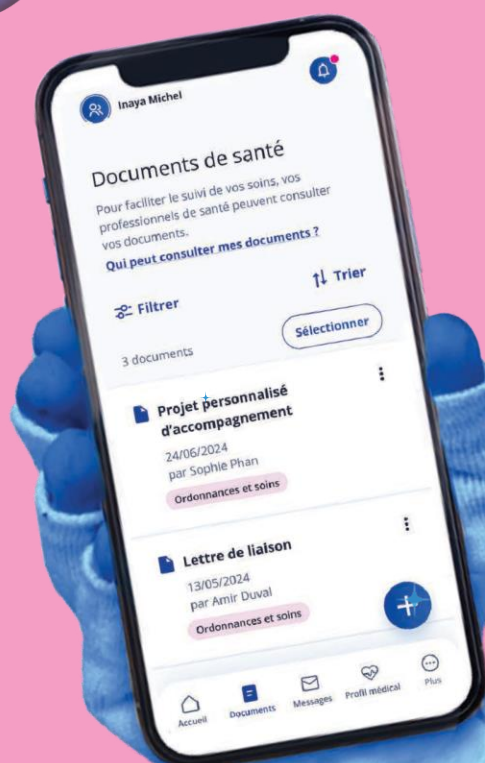 Inaya Michel
Documents de santé
Pour faciliter le suivi de vos soins, vos
professionnels de santé peuvent consulter
vos documents.
Qui peut consulter mes documents ?
Filtrer
Trier
3 documents
Sélectionner
Projet personnalisé
d'accompagnement
24/06/2024
par Sophie Phan
Ordonnances et soins
Lettre de liaison
13/05/2024
par Amir Duval
Ordonnances et soins
Accueil
Documents
Messages
Profil médical
Plus